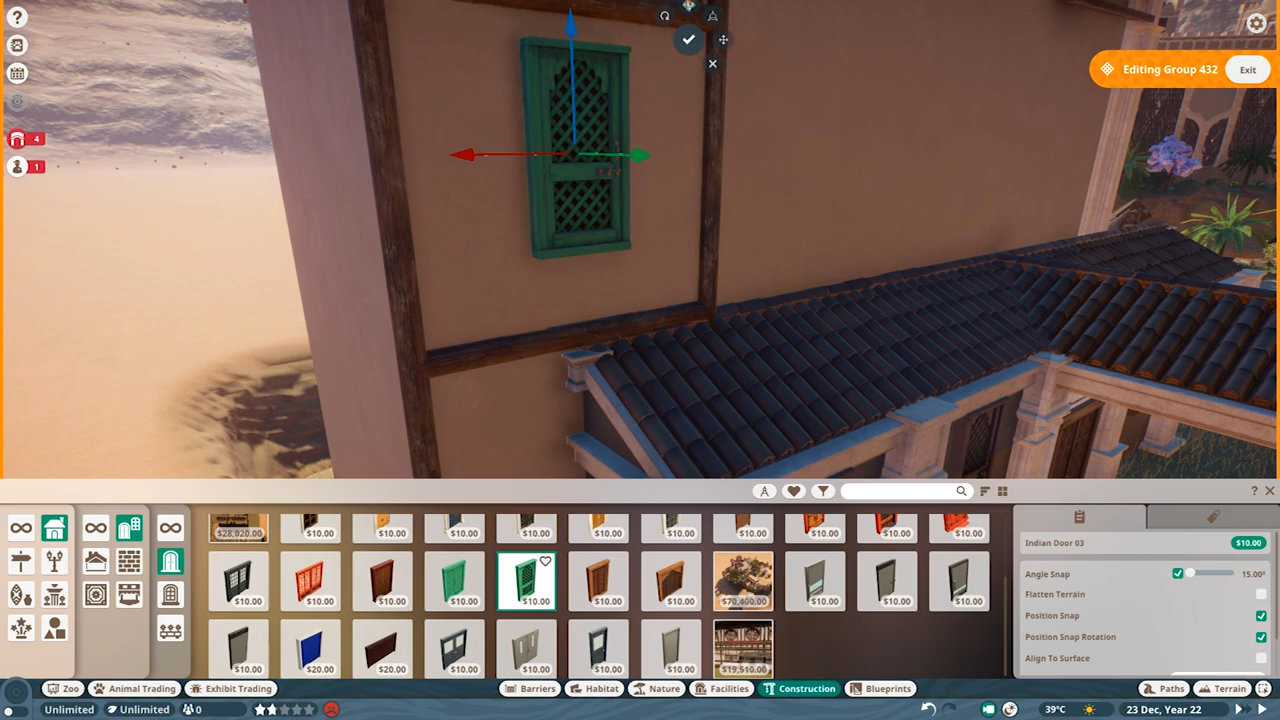 Editing Group 432
Exit
4
1
$28,020.00 $10.00 $10.00 $10.00 $10.00 $10.00 $10.00 $10.00 $10.00 $10.00 $10.00
$10.00 $10.00 $10.00 $10.00 $10.00 $10.00 $10.00 $70,400.00 $10.00 $10.00 $10.00
$10.00 $20.00 $20.00 $10.00 $10.00 $10.00 $10.00 $19,510.00
Indian Door 03 $10.00
Angle Snap 15.00°
Flatten Terrain
Position Snap
Position Snap Rotation
Align To Surface
Zoo Animal Trading Exhibit Trading Barriers Habitat Nature Facilities Construction Blueprints Paths Terrain
Unlimited Unlimited 0 39°C 23 Dec, Year 22